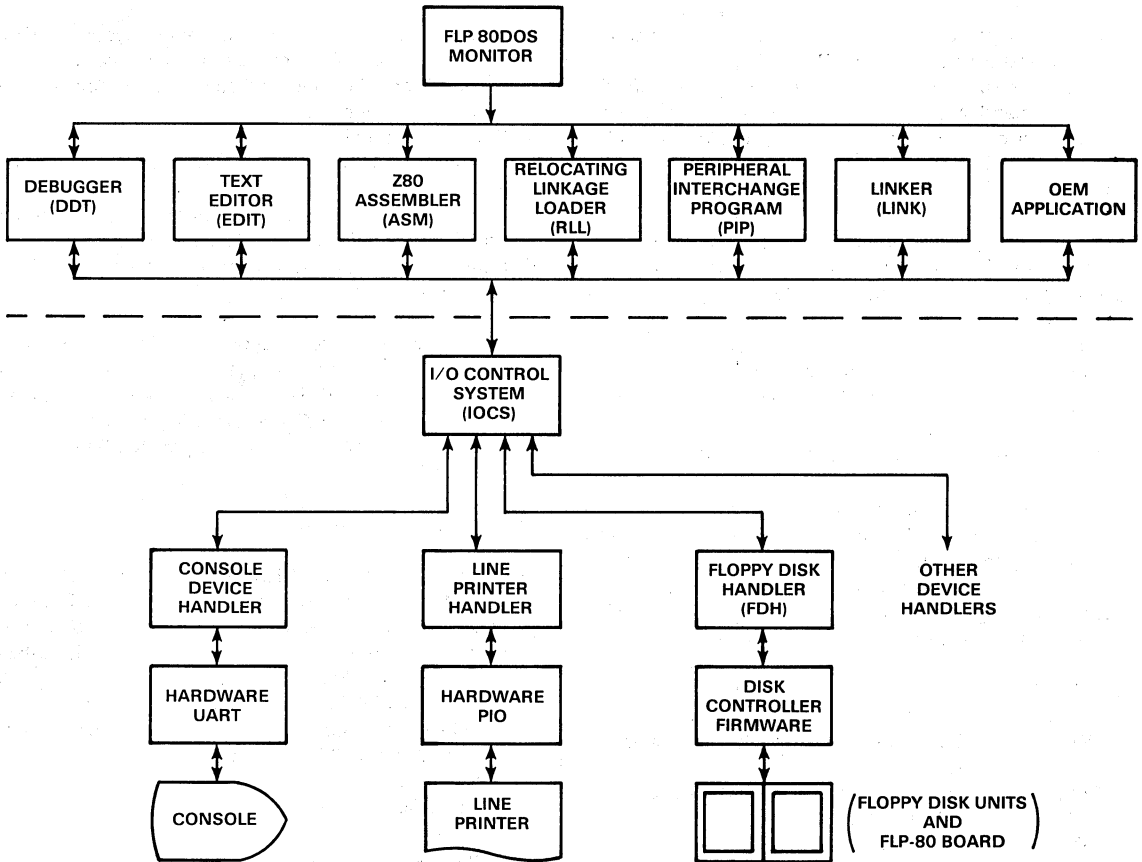 FLP 80DOS
MONITOR
DEBUGGER
(DDT)
TEXT
EDITOR
(EDIT)
Z80
ASSEMBLER
(ASM)
RELOCATING
LINKAGE
LOADER
(RLL)
PERIPHERAL
INTERCHANGE
PROGRAM
(PIP)
LINKER
(LINK)
OEM
APPLICATION
I/O CONTROL
SYSTEM
(IOCS)
CONSOLE
DEVICE
HANDLER
LINE
PRINTER
HANDLER
FLOPPY DISK
HANDLER
(FDH)
OTHER
DEVICE
HANDLERS
HARDWARE
UART
HARDWARE
PIO
DISK
CONTROLLER
FIRMWARE
CONSOLE
LINE
PRINTER
(FLOPPY DISK UNITS
AND
FLP-80 BOARD)